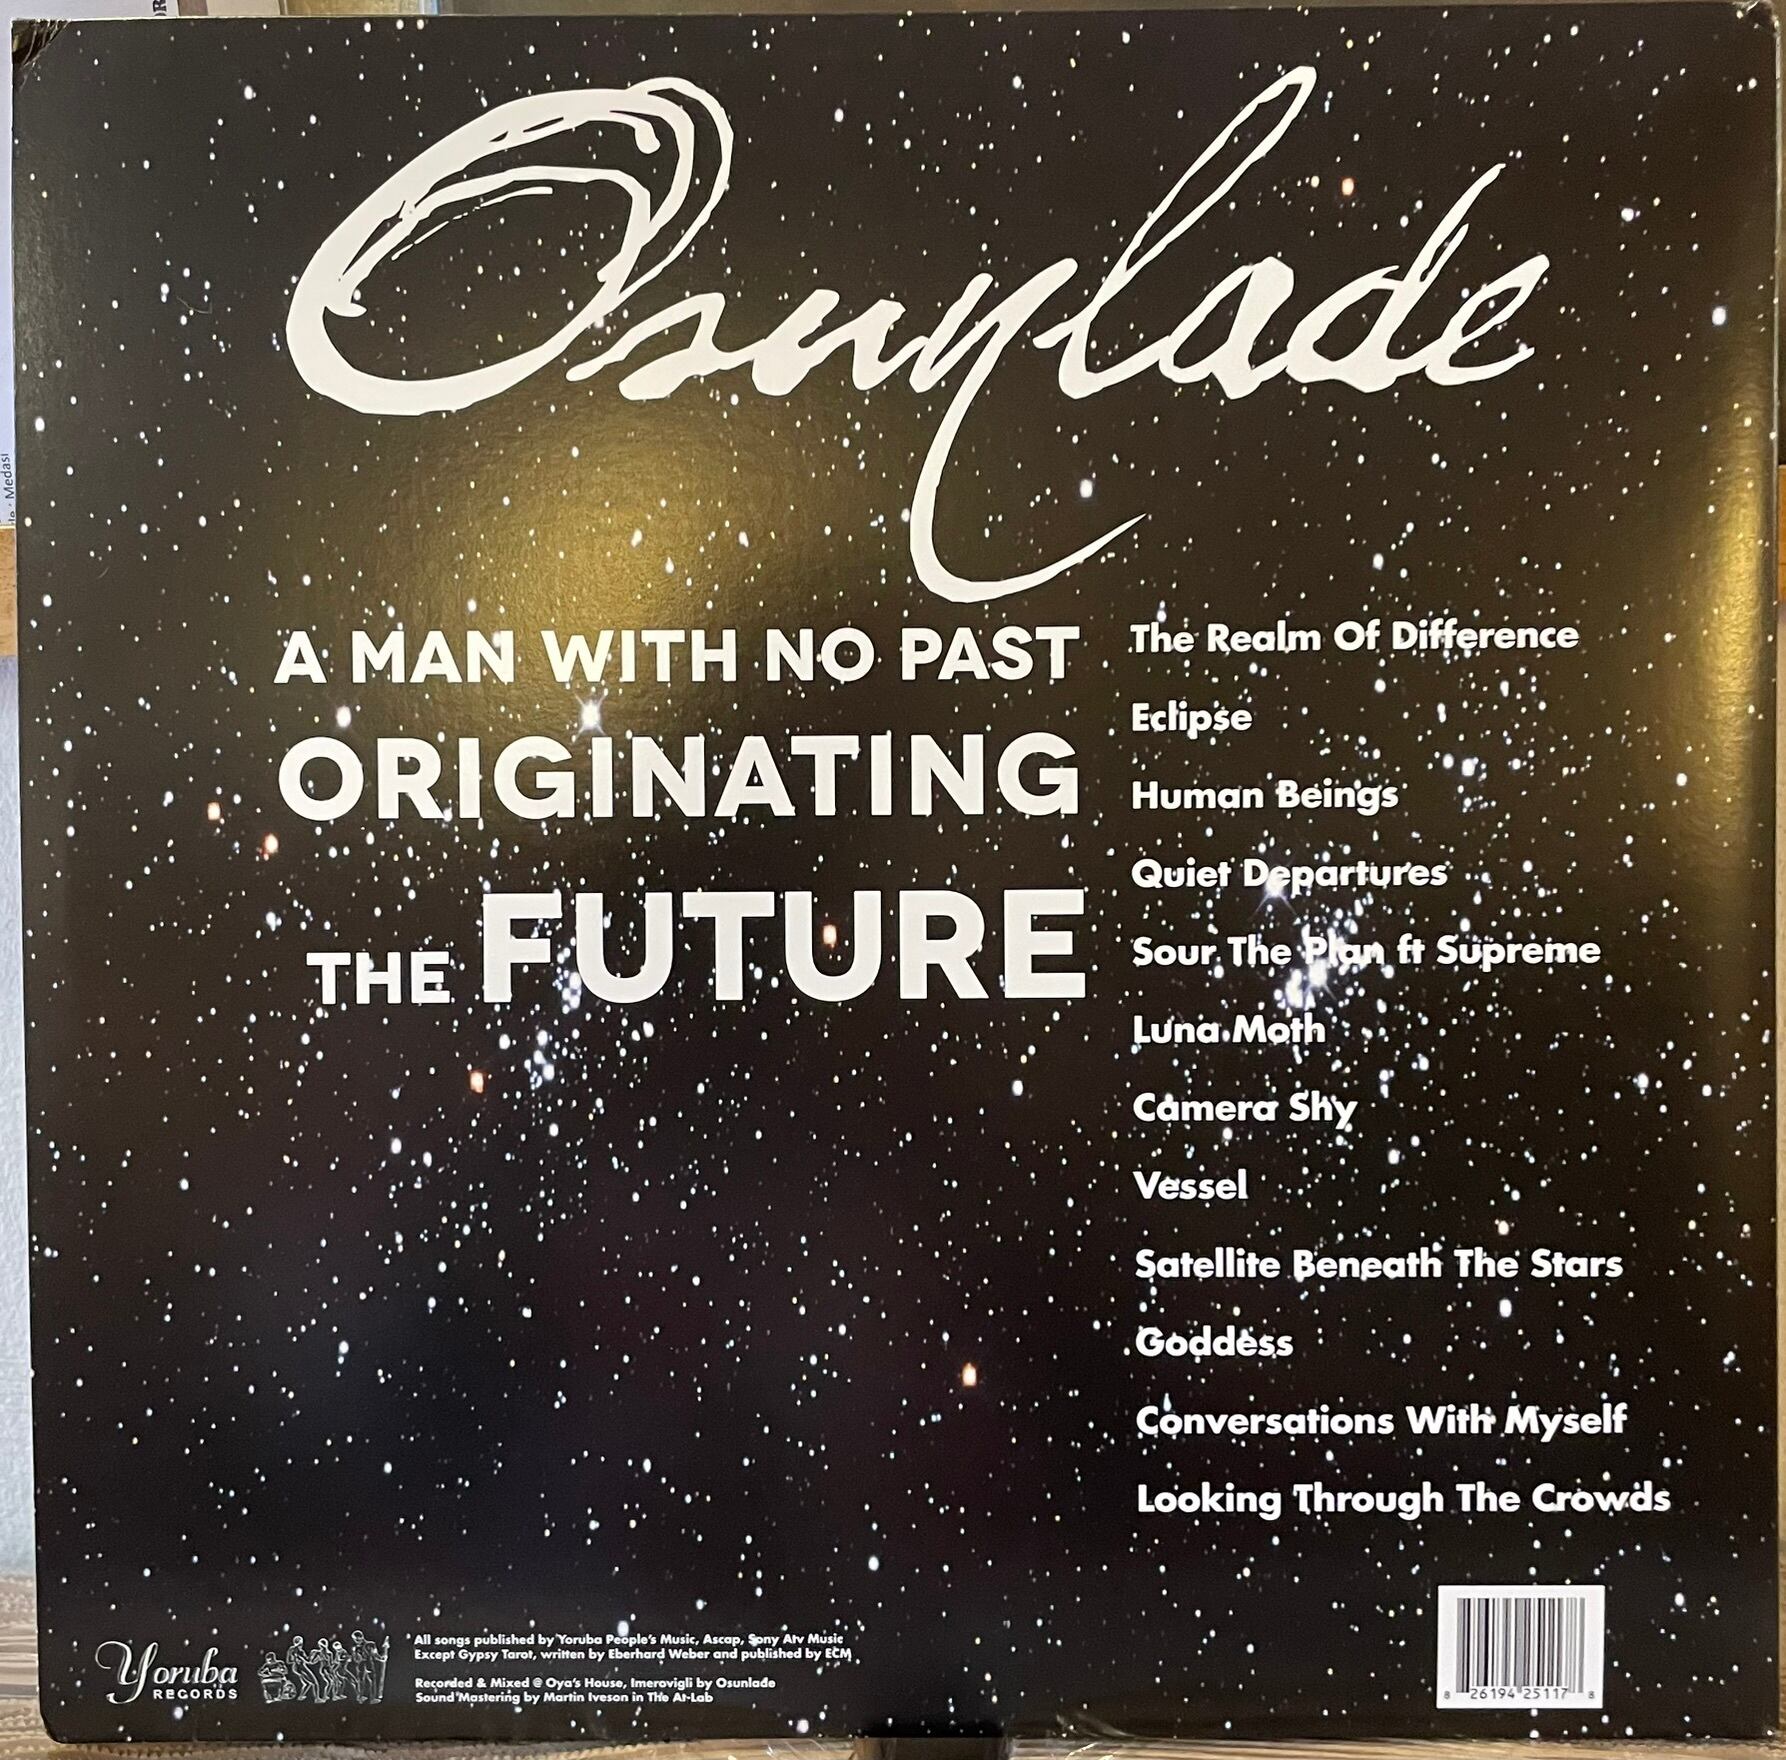 Osunlade
A MAN WITH NO PAST
ORIGINATING
THE FUTURE
The Realm Of Difference
Eclipse
Human Beings
Quiet Departures
Sour The Plan ft Supreme
Luna Moth
Camera Shy
Vessel
Satellite Beneath The Stars
Goddess
Conversations With Myself
Looking Through The Crowds
Yoruba
RECORDS
All songs published by Yoruba People's Music, Ascap, Sony Atv Music
Except Gypsy Tarot, written by Eberhard Weber and published by ECM
Recorded & Mixed @ Oya's House, Imerovigli by Osunlade
Sound Mastering by Martin Iveson in The At-Lab
8 26194 25117 8
Medasi